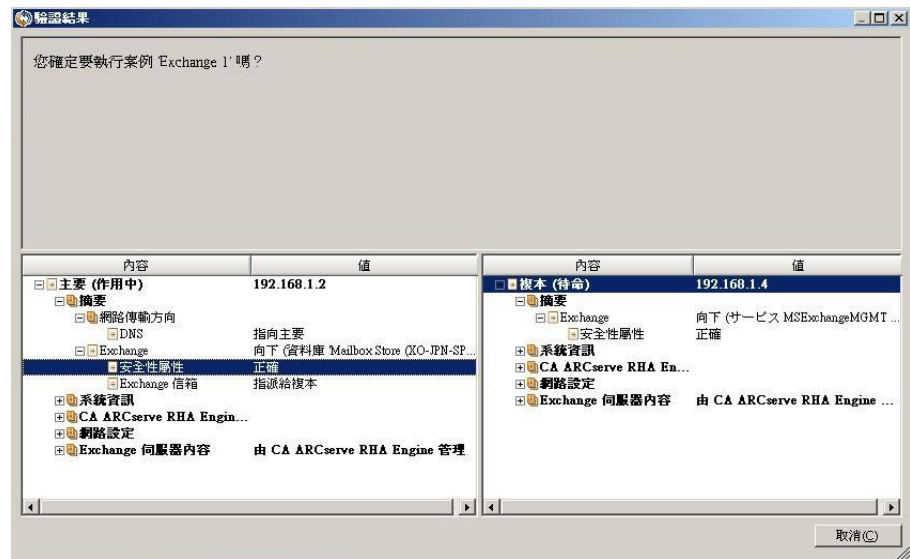 驗證結果
您確定要執行案例 'Exchange 1' 嗎？
內容 值
主要 (作用中) 192.168.1.2
摘要
網路傳輸方向
DNS 指向主要
Exchange 向下 (資料庫 'Mailbox Store (XO-JPN-SP...
安全性屬性 正確
Exchange 信箱 指派給複本
系統資訊
CA ARCserve RHA Engin...
網路設定
Exchange 伺服器內容 由 CA ARCserve RHA Engine 管理
內容 值
複本 (待命) 192.168.1.4
摘要
Exchange 向下 (サービス MSExchangeMGMT ...
安全性屬性 正確
系統資訊
CA ARCserve RHA En...
網路設定
Exchange 伺服器內容 由 CA ARCserve RHA Engine ...
取消(C)